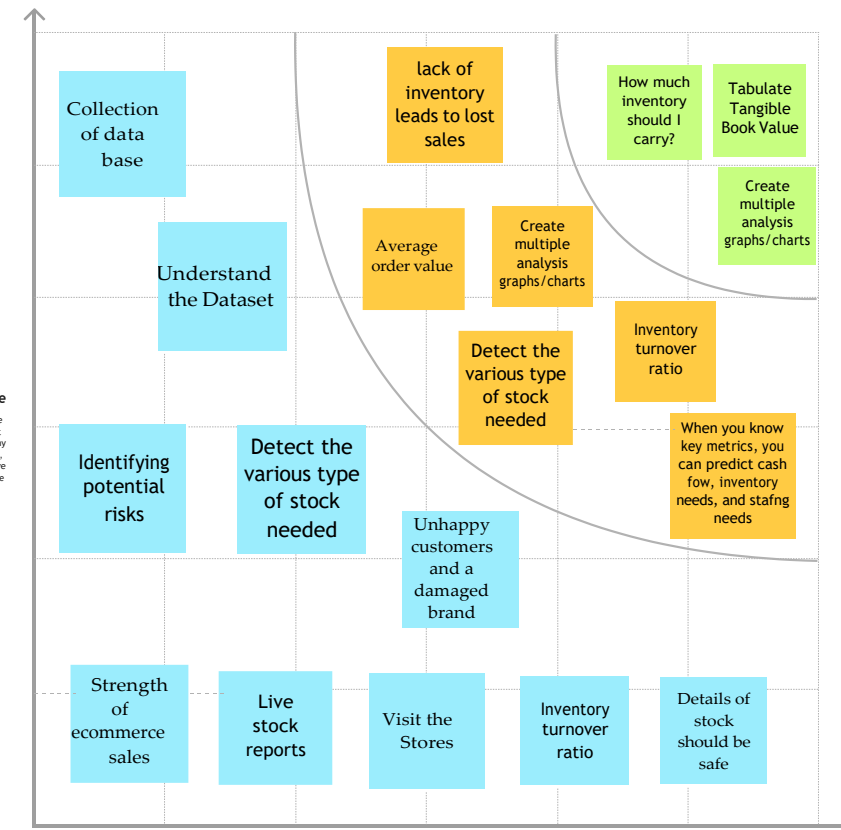 Collection
of data
base
lack of
inventory
leads to lost
sales
How much
inventory
should I
carry?
Tabulate
Tangible
Book Value
Create
multiple
analysis
graphs/charts
Understand
the Dataset
Average
order value
Create
multiple
analysis
graphs/charts
Detect the
various type
of stock
needed
Inventory
turnover
ratio
When you know
key metrics, you
can predict cash
fow, inventory
needs, and stafng
needs
Identifying
potential
risks
Detect the
various type
of stock
needed
Unhappy
customers
and a
damaged
brand
Strength
of
ecommerce
sales
Live
stock
reports
Visit the
Stores
Inventory
turnover
ratio
Details of
stock
should be
safe